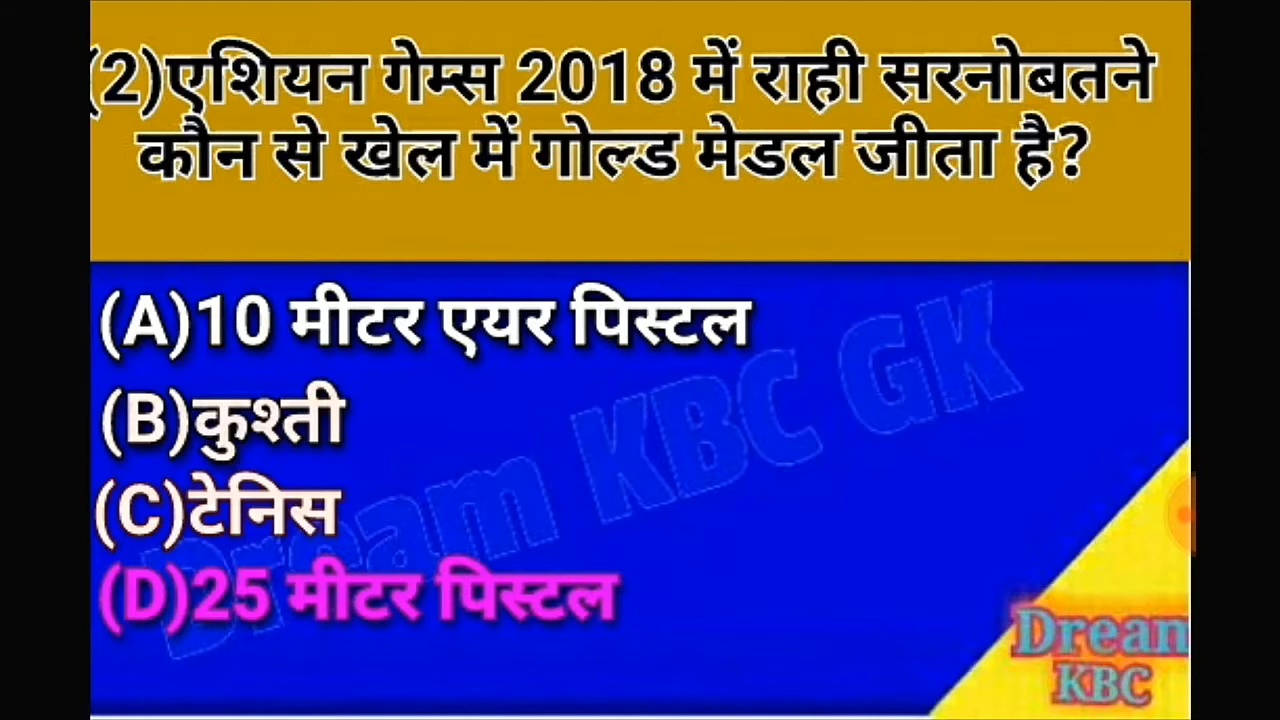 (2)एशियन गेम्स 2018 में राही सरनोबतने
कौन से खेल में गोल्ड मेडल जीता है?
(A)10 मीटर एयर पिस्टल
(B)कुश्ती
(C)टेनिस
(D)25 मीटर पिस्टल
Dream KBC GK
Dream
KBC